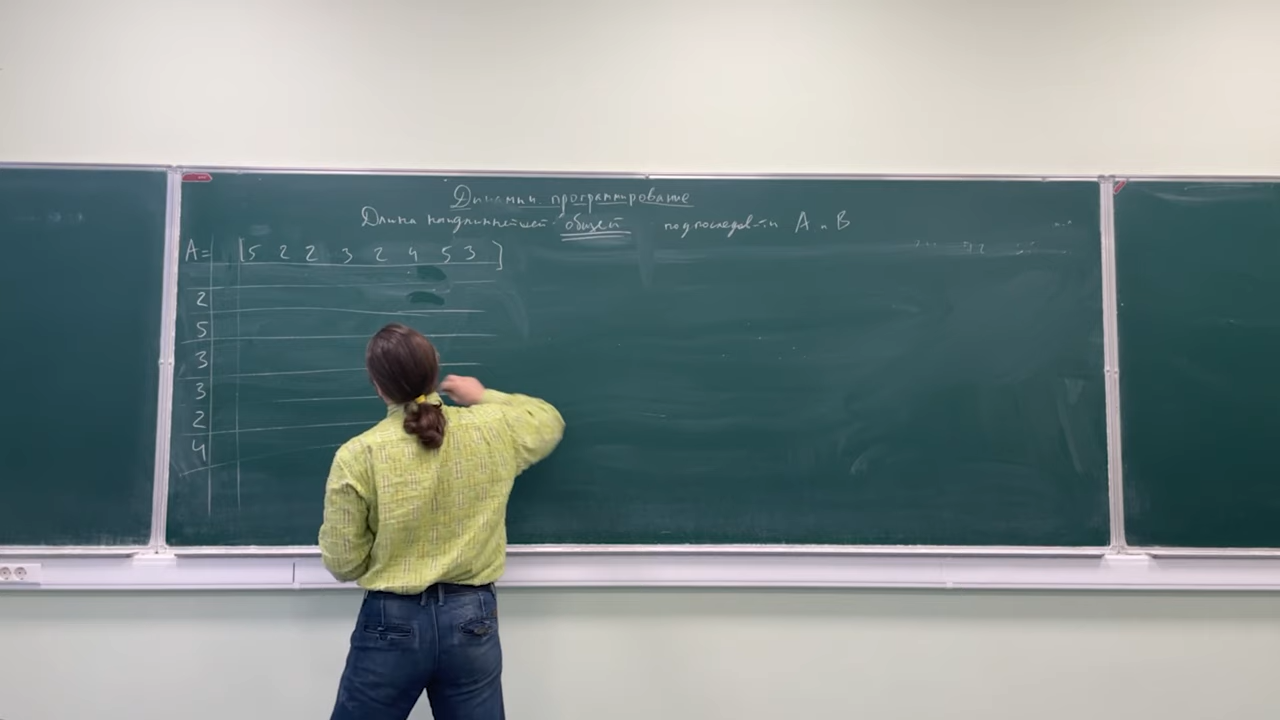 Динамич. программирование
Длина наидлиннейшей общей подпоследов-ти A и B
A= [5 2 2 3 2 4 5 3 ]
2
5
3
3
2
4